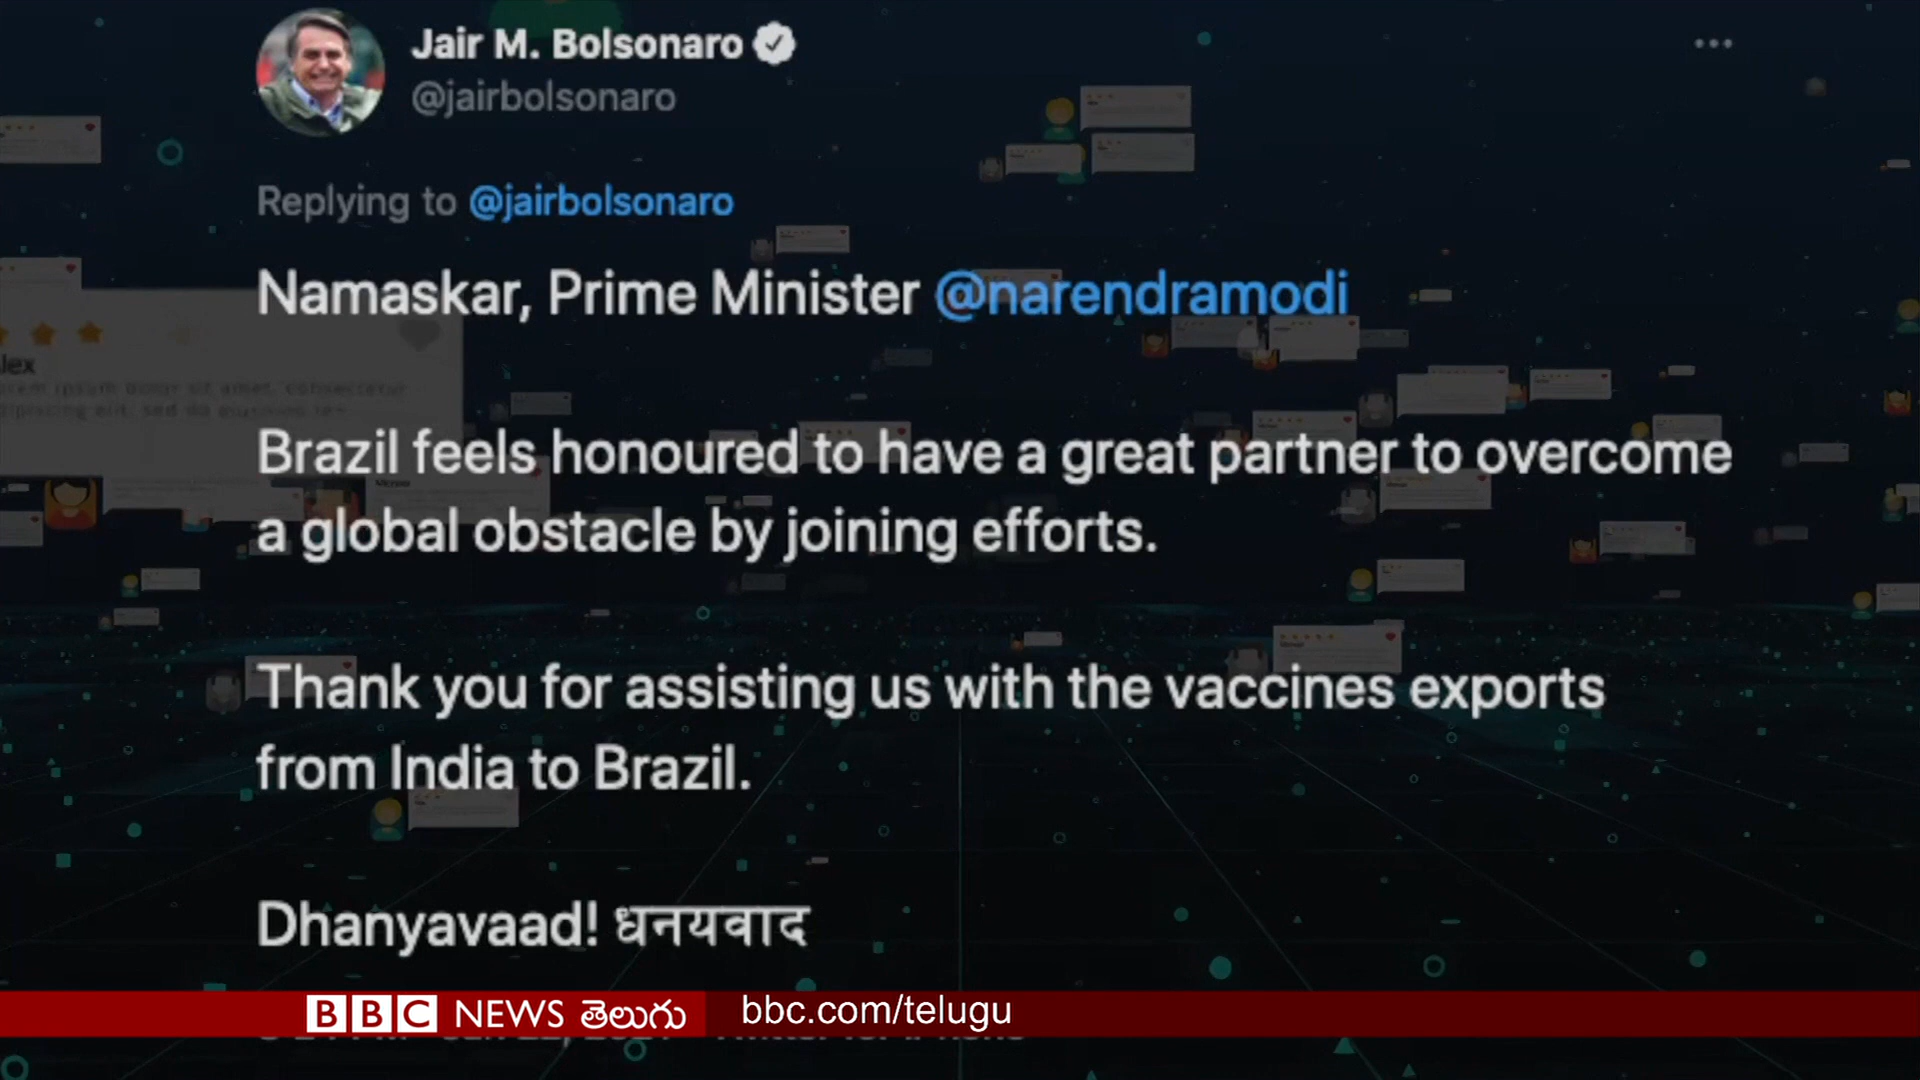 Jair M. Bolsonaro
@jairbolsonaro
Replying to @jairbolsonaro
Namaskar, Prime Minister @narendramodi
Brazil feels honoured to have a great partner to overcome
a global obstacle by joining efforts.
Thank you for assisting us with the vaccines exports
from India to Brazil.
Dhanyavaad! धनयवाद
BBC NEWS తెలుగు bbc.com/telugu